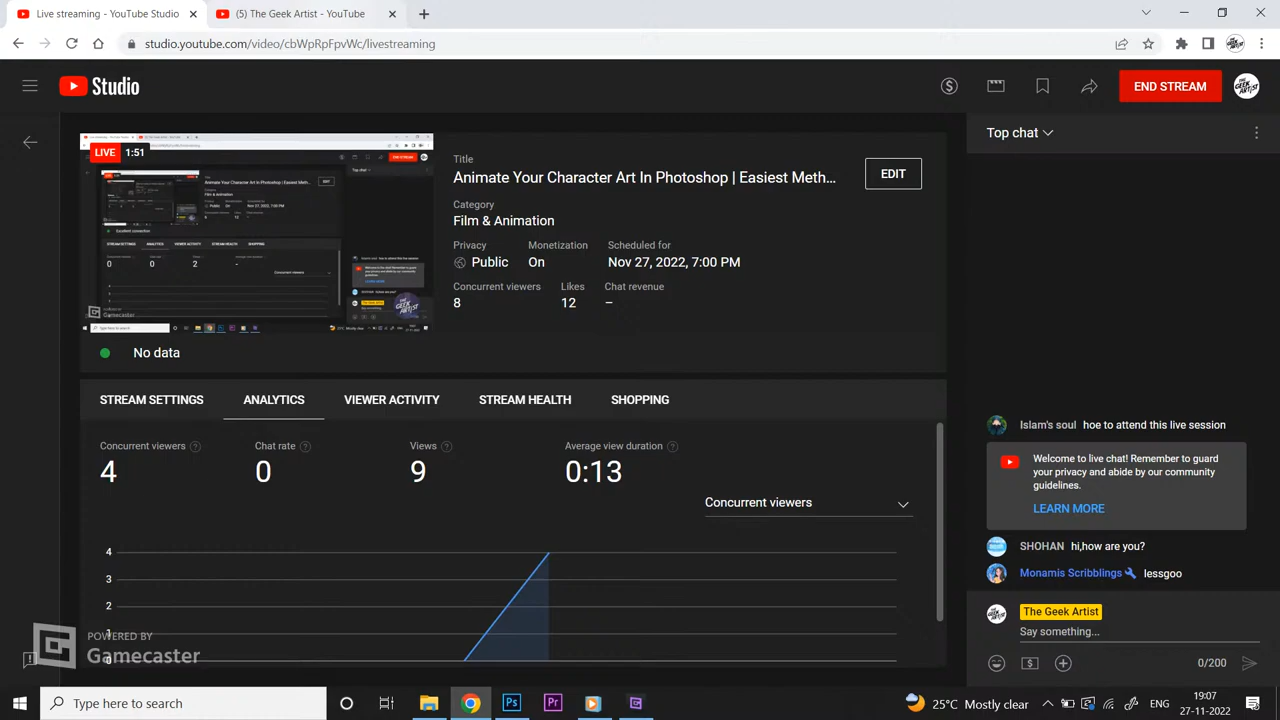 Live streaming - YouTube Studio
(5) The Geek Artist - YouTube
studio.youtube.com/video/cbWpRpFpvWc/livestreaming
Studio
END STREAM
LIVE 1:51
No data
Title
Animate Your Character Art In Photoshop | Easiest Meth...
EDIT
Category
Film & Animation
Privacy Monetization Scheduled for
Public On Nov 27, 2022, 7:00 PM
Concurrent viewers Likes Chat revenue
8 12 –
STREAM SETTINGS ANALYTICS VIEWER ACTIVITY STREAM HEALTH SHOPPING
Concurrent viewers Chat rate Views Average view duration
4 0 9 0:13
Concurrent viewers
4
3
2
1
0
POWERED BY
Gamecaster
Top chat
Islam's soul hoe to attend this live session
Welcome to live chat! Remember to guard
your privacy and abide by our community
guidelines.
LEARN MORE
SHOHAN hi,how are you?
Monamis Scribblings lessgoo
The Geek Artist
Say something...
0/200
Type here to search
Ps
Pr
25°C Mostly clear
ENG
19:07
27-11-2022